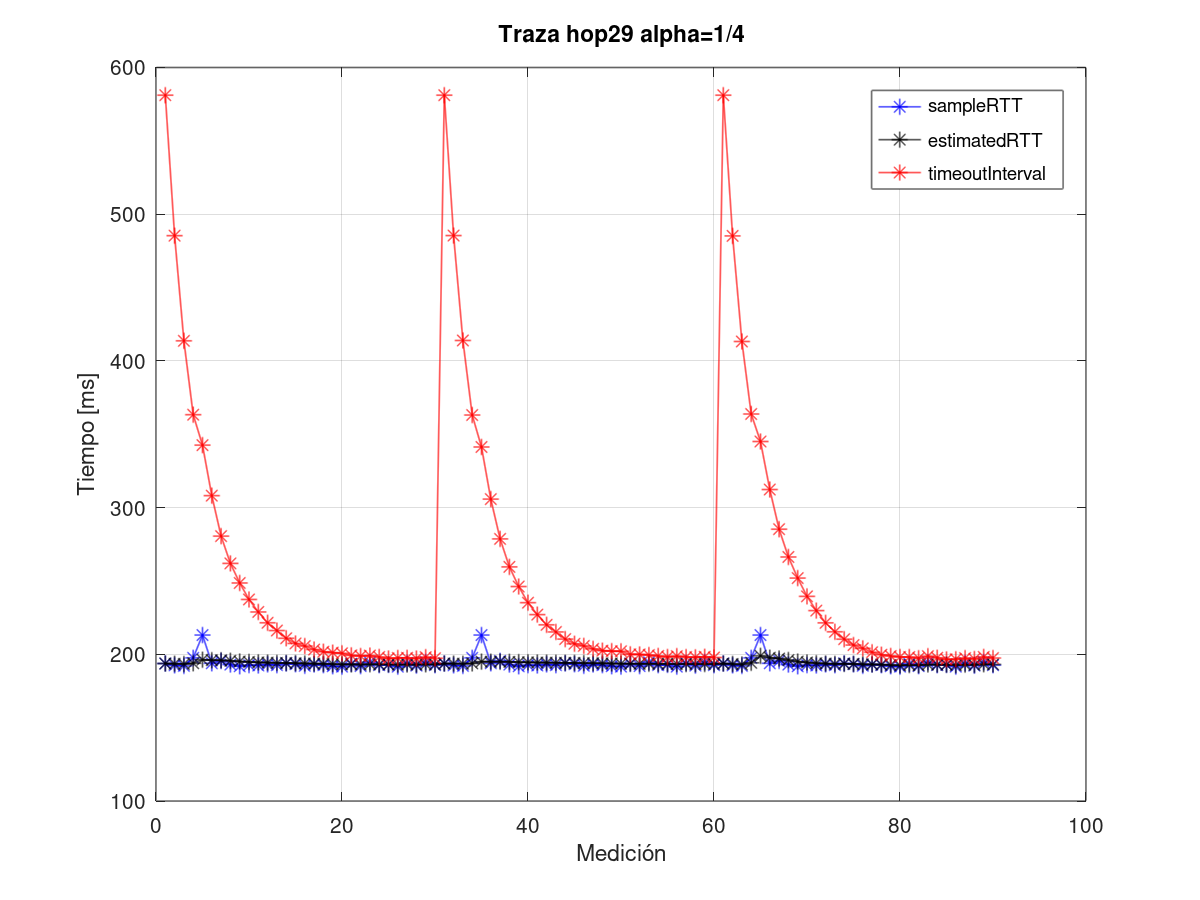 Traza hop29 alpha=1/4
600
500
400
300
200
100
Tiempo [ms]
sampleRTT
estimatedRTT
timeoutInterval
0 20 40 60 80 100
Medición